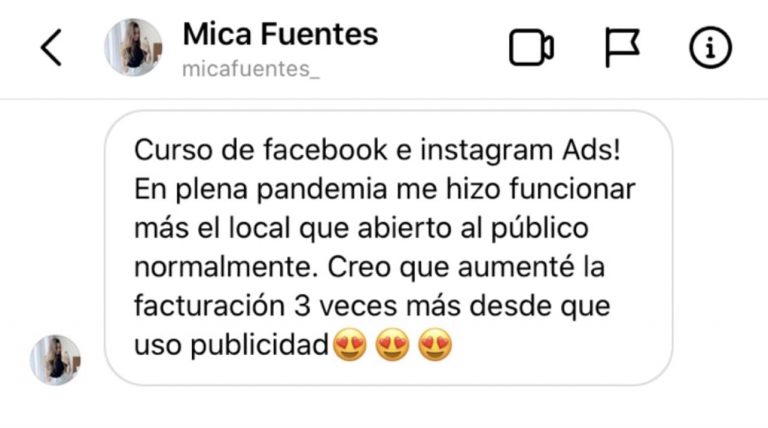 Mica Fuentes
micafuentes_
Curso de facebook e instagram Ads!
En plena pandemia me hizo funcionar
más el local que abierto al público
normalmente. Creo que aumenté la
facturación 3 veces más desde que
uso publicidad😍😍😍